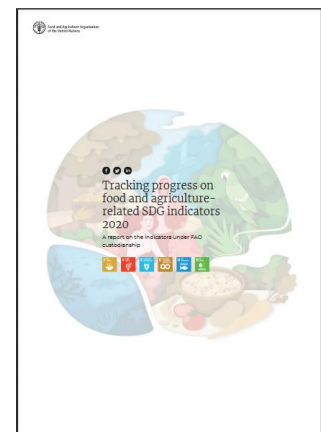 Food and Agriculture Organization
of the United Nations
Tracking progress on
food and agriculture-
related SDG indicators
2020
A report on the indicators under FAO
custodianship